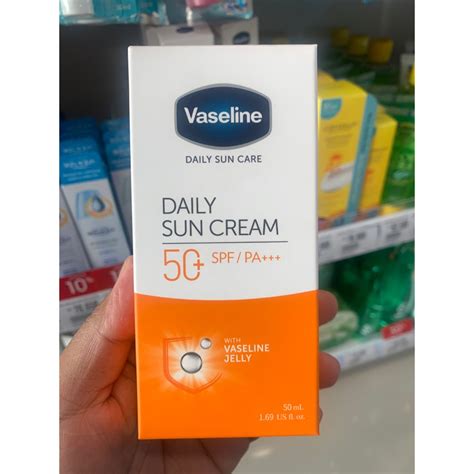 Vaseline
DAILY SUN CARE
DAILY
SUN CREAM
50+ SPF / PA+++
WITH
VASELINE
JELLY
50 ml.
1.69 US fl. oz.
10%